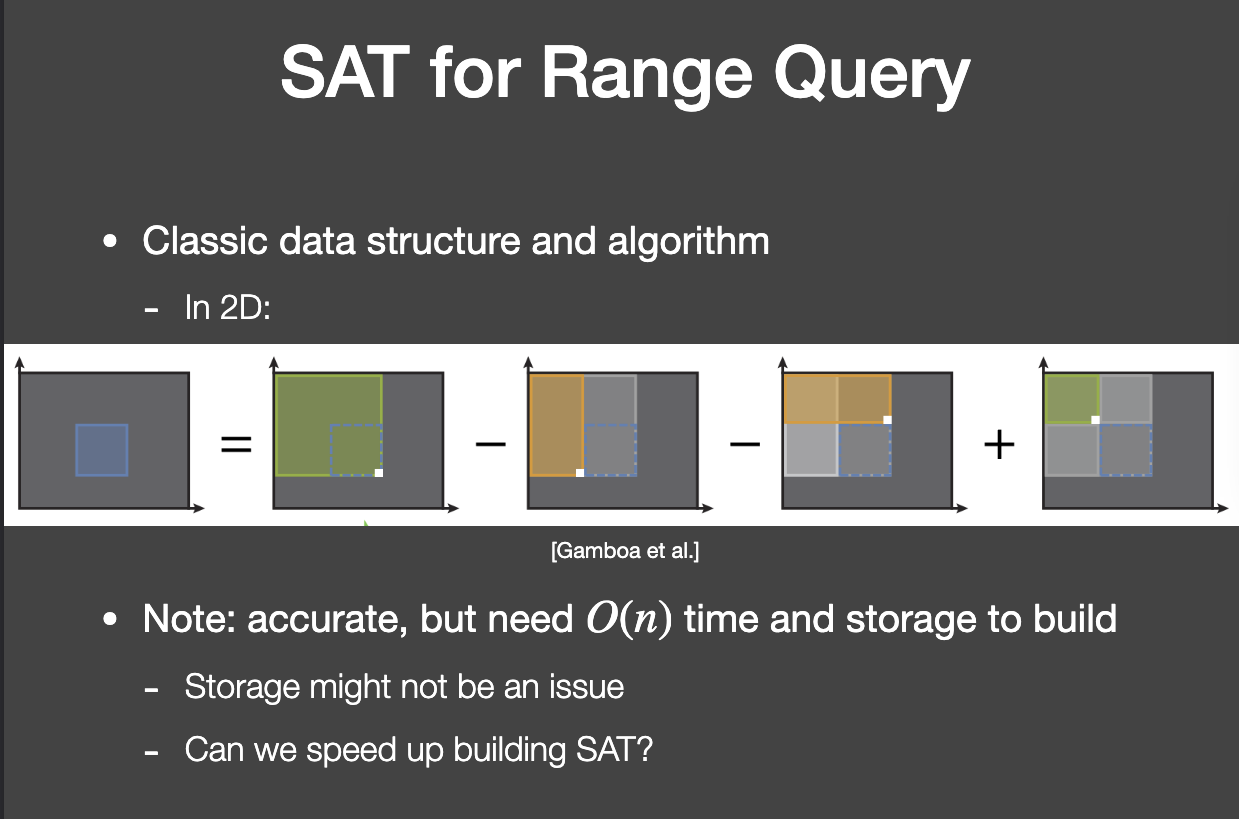 SAT for Range Query
• Classic data structure and algorithm
- In 2D:
= − − +
[Gamboa et al.]
• Note: accurate, but need O(n) time and storage to build
- Storage might not be an issue
- Can we speed up building SAT?